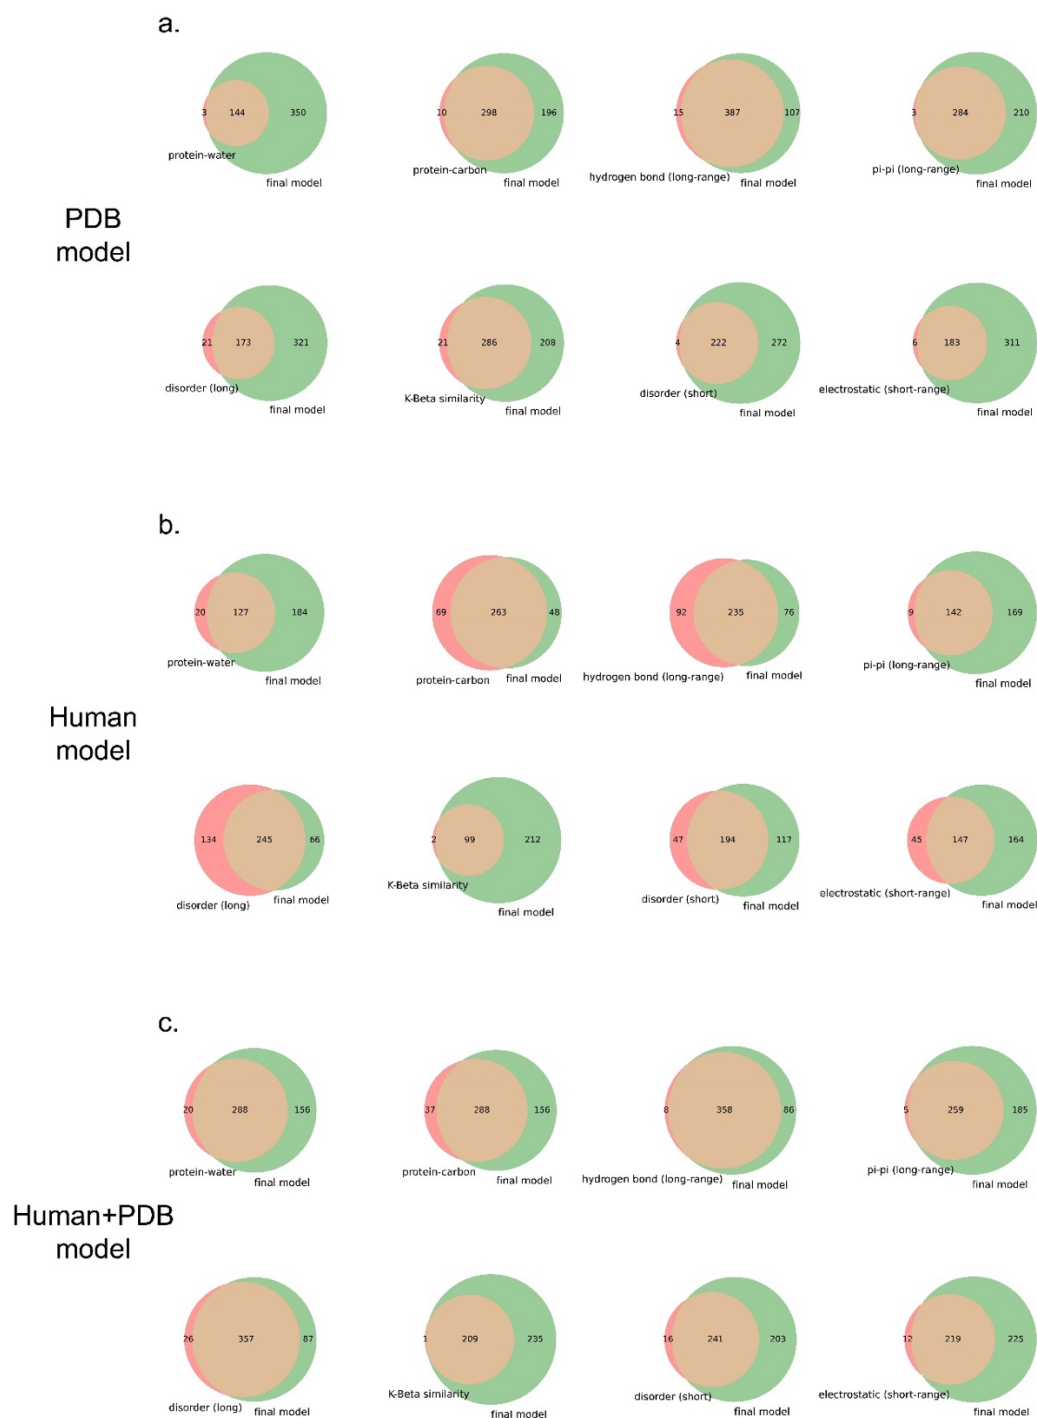 a.
3 144 350
protein-water
final model
10 298 196
protein-carbon
final model
15 387 107
hydrogen bond (long-range)
final model
3 284 210
pi-pi (long-range)
final model
PDB
model
21 173 321
disorder (long)
final model
21 286 208
K-Beta similarity
final model
4 222 272
disorder (short)
final model
6 183 311
electrostatic (short-range)
final model
b.
20 127 184
protein-water
final model
69 263 48
protein-carbon
final model
92 235 76
hydrogen bond (long-range)
final model
9 142 169
pi-pi (long-range)
final model
Human
model
134 245 66
disorder (long)
final model
2 99 212
K-Beta similarity
final model
47 194 117
disorder (short)
final model
45 147 164
electrostatic (short-range)
final model
c.
20 288 156
protein-water
final model
37 288 156
protein-carbon
final model
8 358 86
hydrogen bond (long-range)
final model
5 259 185
pi-pi (long-range)
final model
Human+PDB
model
26 357 87
disorder (long)
final model
1 209 235
K-Beta similarity
final model
16 241 203
disorder (short)
final model
12 219 225
electrostatic (short-range)
final model